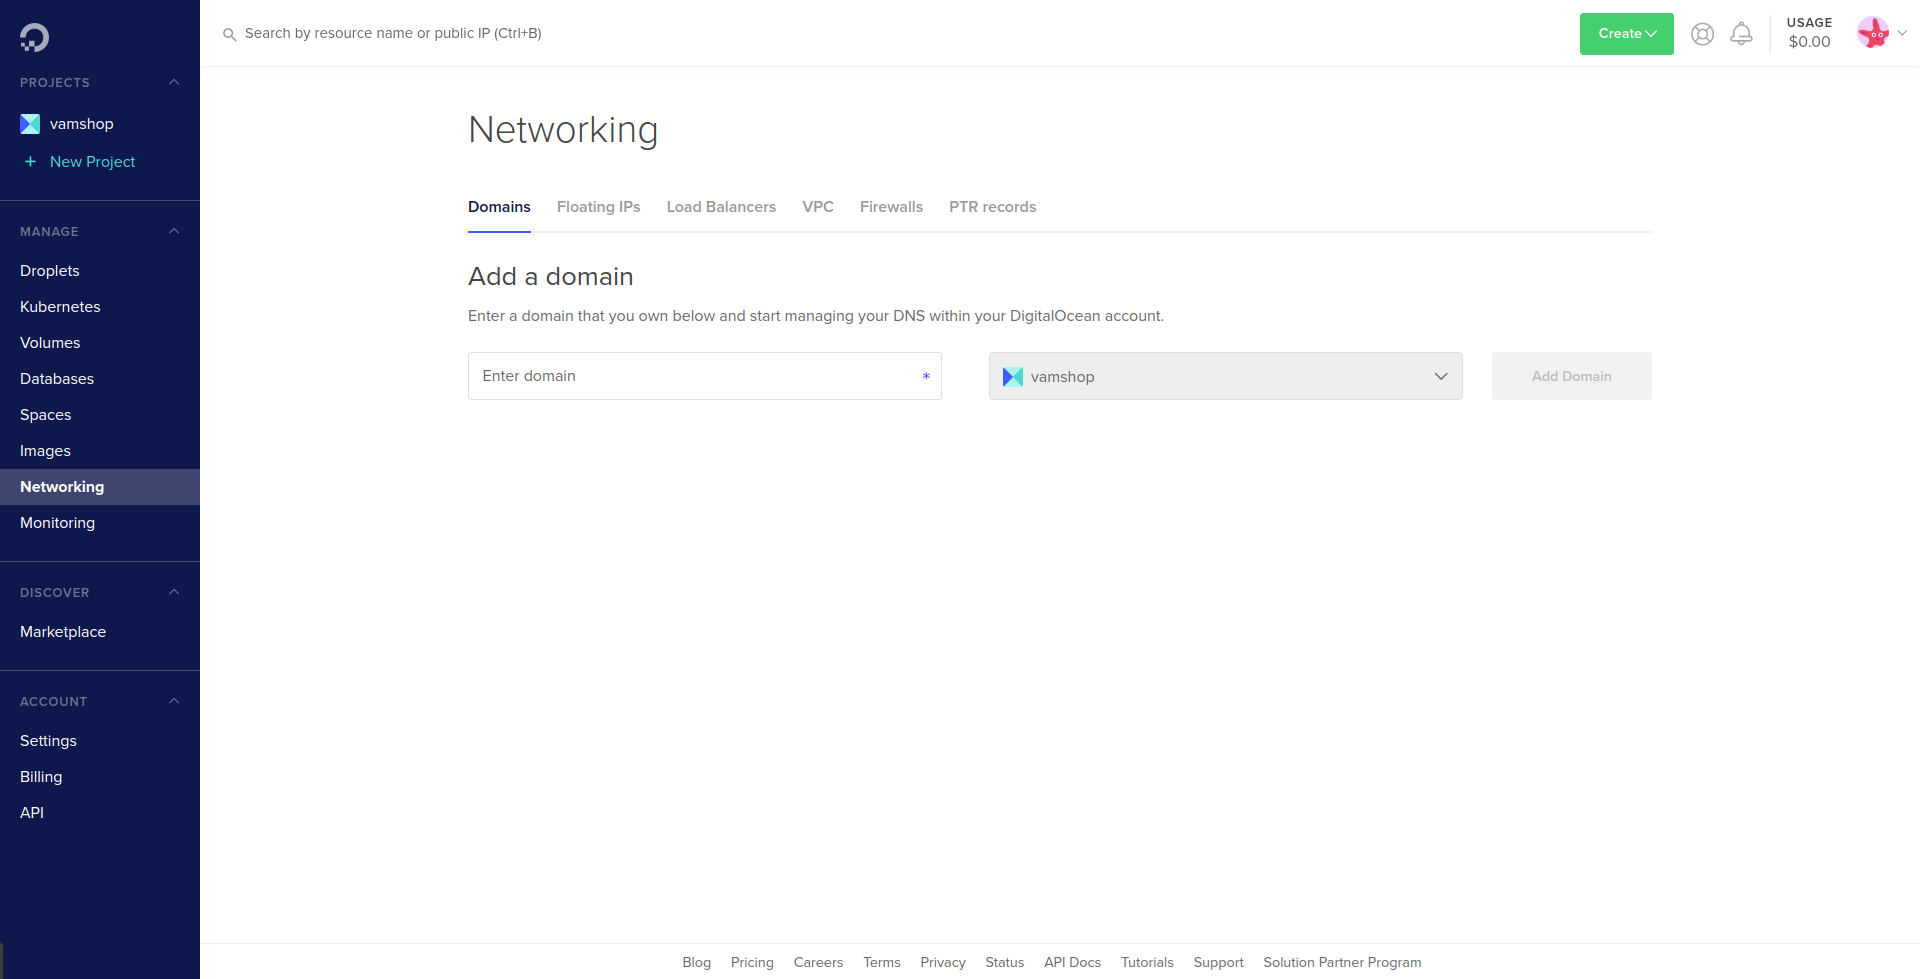 Search by resource name or public IP (Ctrl+B)
Create
USAGE
$0.00
PROJECTS
vamshop
+ New Project
MANAGE
Droplets
Kubernetes
Volumes
Databases
Spaces
Images
Networking
Monitoring
DISCOVER
Marketplace
ACCOUNT
Settings
Billing
API
Networking
Domains Floating IPs Load Balancers VPC Firewalls PTR records
Add a domain
Enter a domain that you own below and start managing your DNS within your DigitalOcean account.
Enter domain *
vamshop
Add Domain
Blog Pricing Careers Terms Privacy Status API Docs Tutorials Support Solution Partner Program